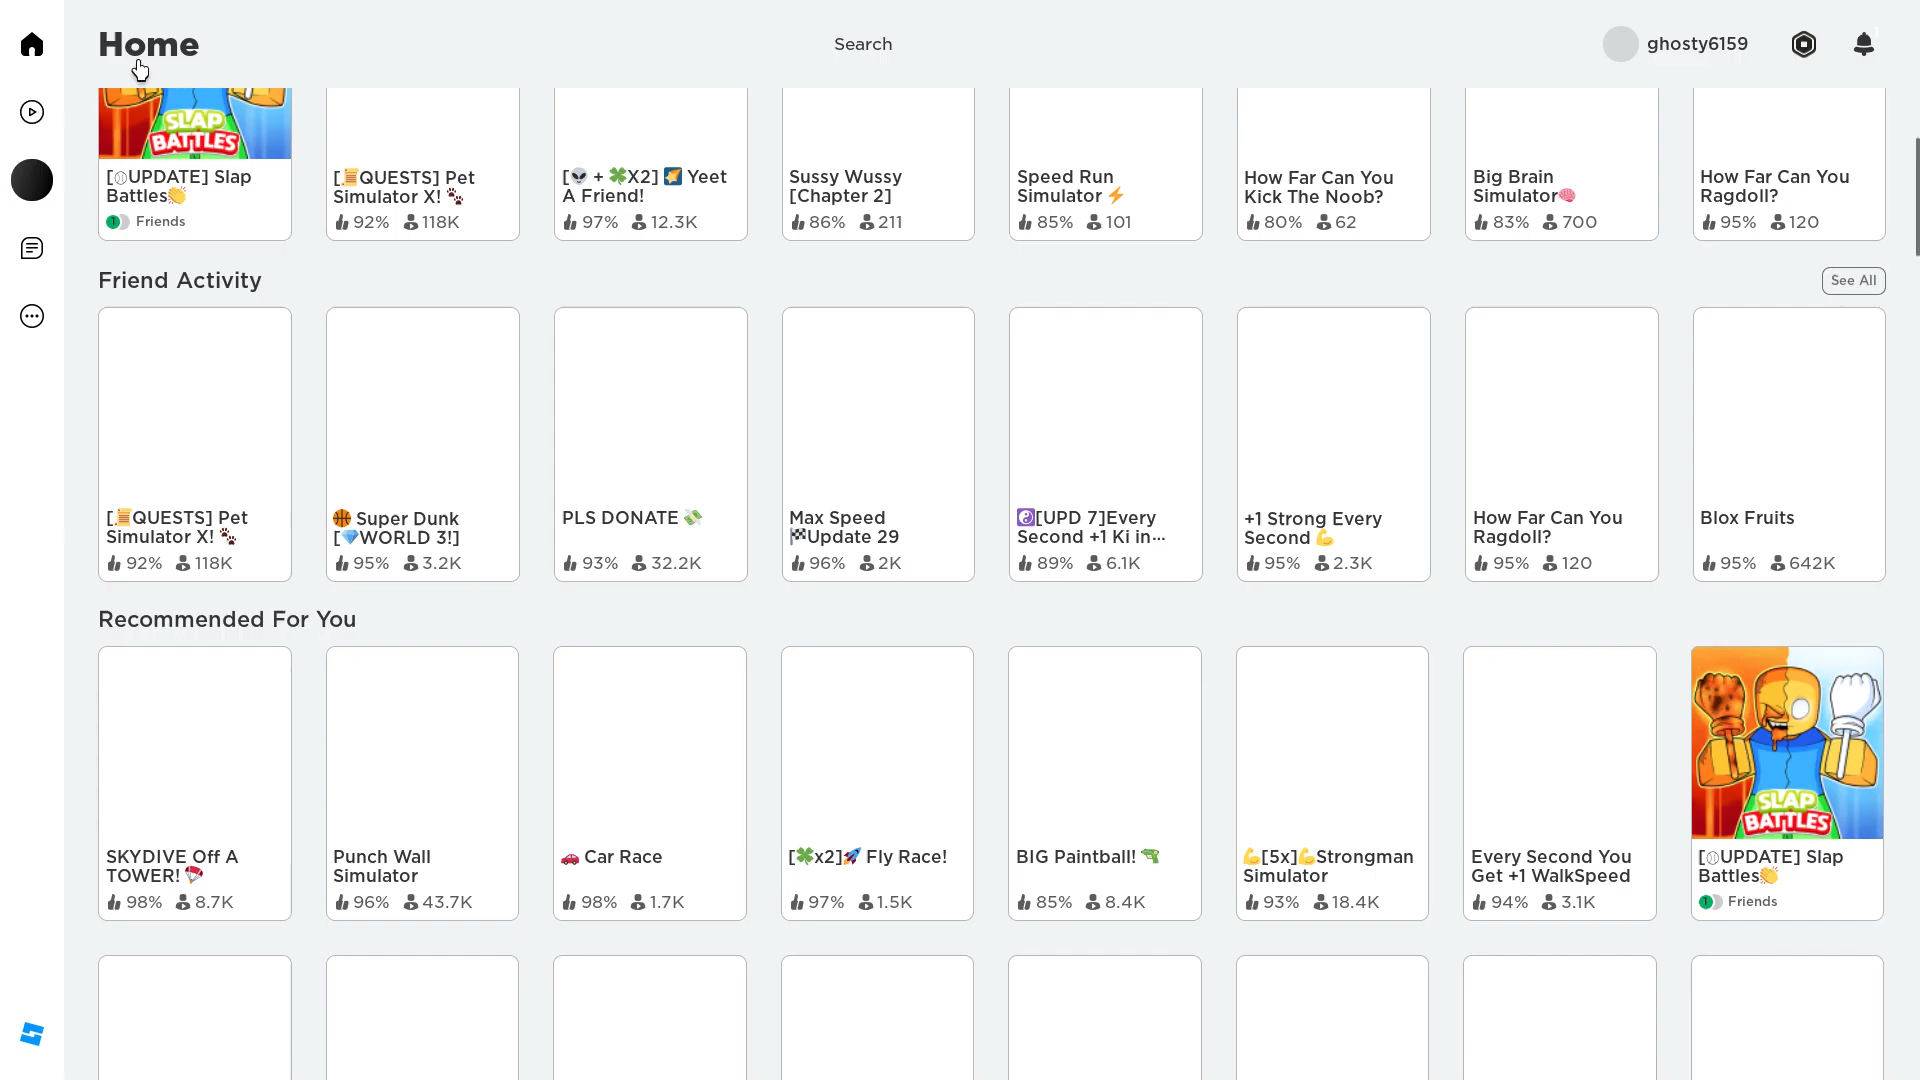 Home
Search
ghosty6159
SLAP
BATTLES
[⚾UPDATE] Slap
Battles👏
1 Friends
[📜QUESTS] Pet
Simulator X! 🐾
92% 118K
[👽 + 🍀X2] 🌠 Yeet
A Friend!
97% 12.3K
Sussy Wussy
[Chapter 2]
86% 211
Speed Run
Simulator ⚡
85% 101
How Far Can You
Kick The Noob?
80% 62
Big Brain
Simulator🧠
83% 700
How Far Can You
Ragdoll?
95% 120
Friend Activity
See All
[📜QUESTS] Pet
Simulator X! 🐾
92% 118K
🏀 Super Dunk
[💎WORLD 3!]
95% 3.2K
PLS DONATE 💸
93% 32.2K
Max Speed
🏁Update 29
96% 2K
☯️[UPD 7]Every
Second +1 Ki in...
89% 6.1K
+1 Strong Every
Second 💪
95% 2.3K
How Far Can You
Ragdoll?
95% 120
Blox Fruits
95% 642K
Recommended For You
SKYDIVE Off A
TOWER! 🪂
98% 8.7K
Punch Wall
Simulator
96% 43.7K
🚗 Car Race
98% 1.7K
[🍀x2]🚀 Fly Race!
97% 1.5K
BIG Paintball! 🔫
85% 8.4K
💪[5x]💪Strongman
Simulator
93% 18.4K
Every Second You
Get +1 WalkSpeed
94% 3.1K
SLAP
BATTLES
[⚾UPDATE] Slap
Battles👏
1 Friends